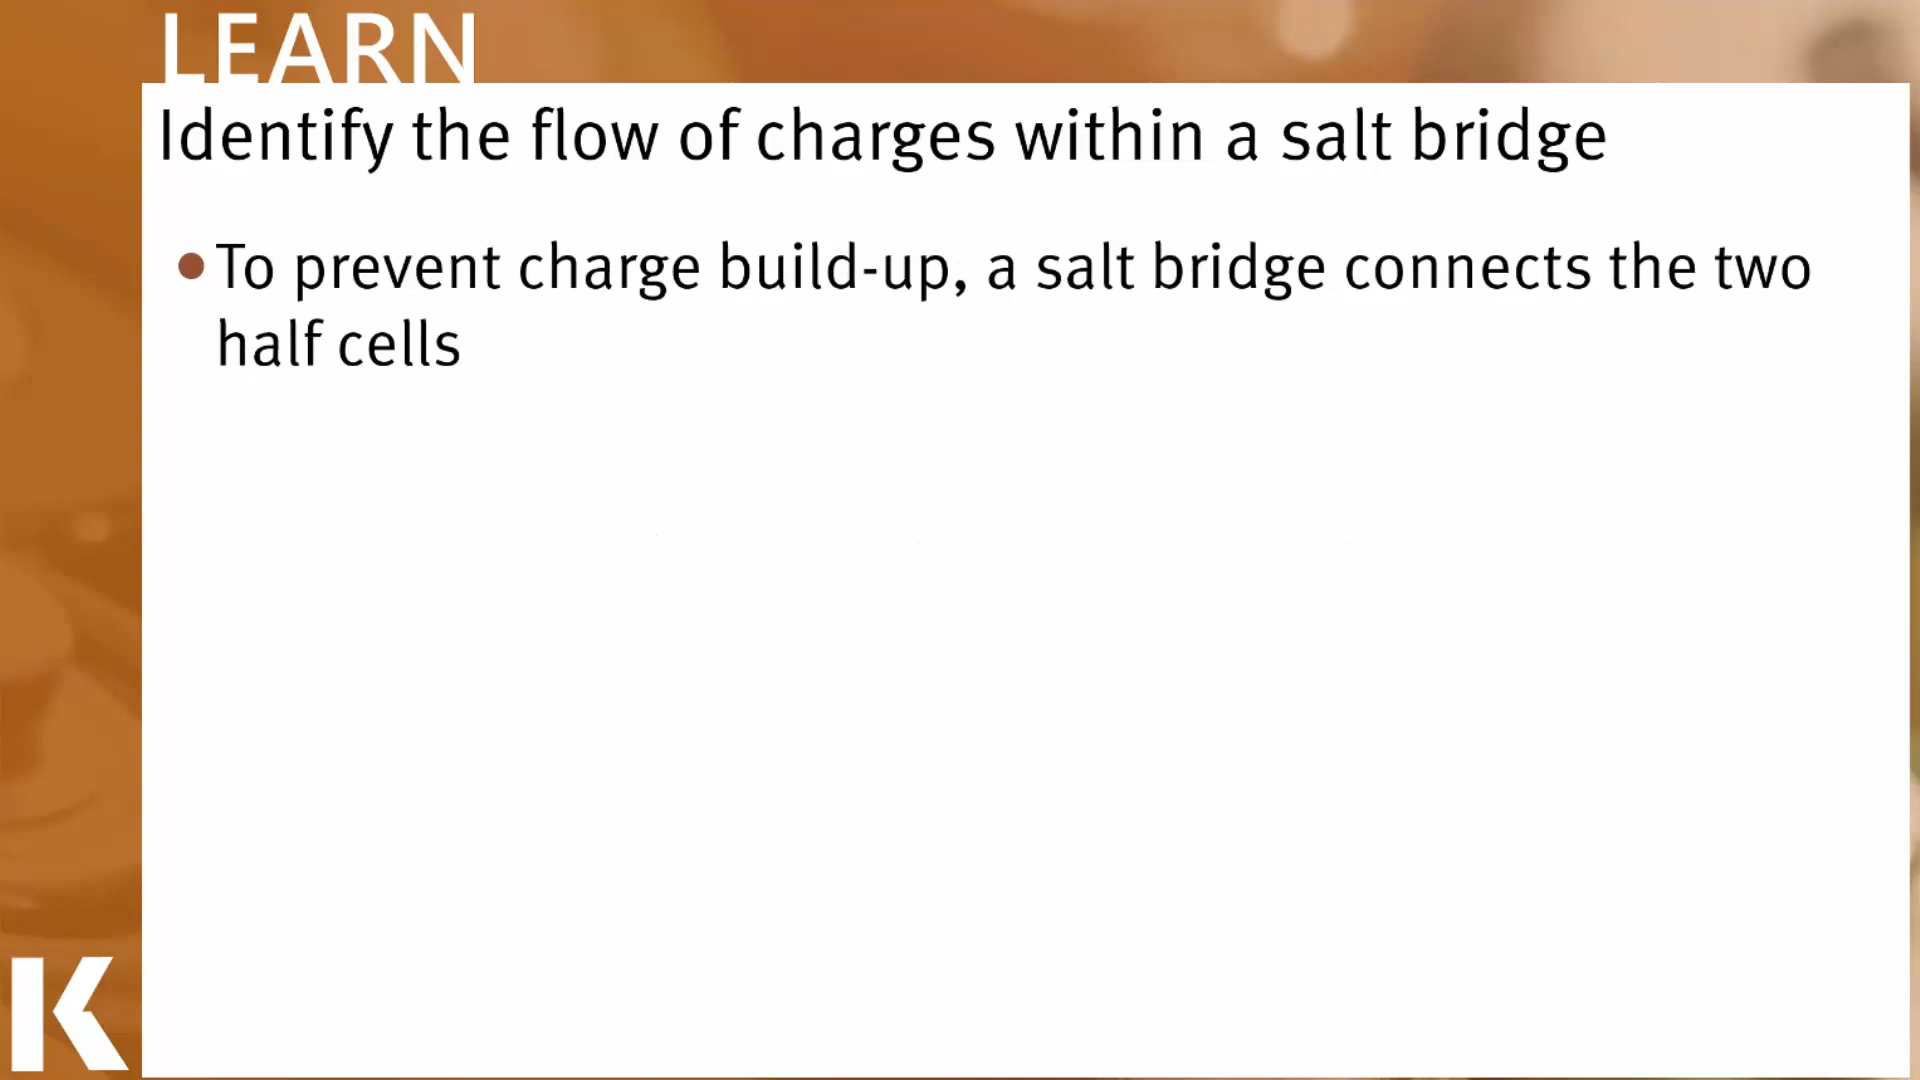 LEARN
Identify the flow of charges within a salt bridge
•To prevent charge build-up, a salt bridge connects the two
half cells
K